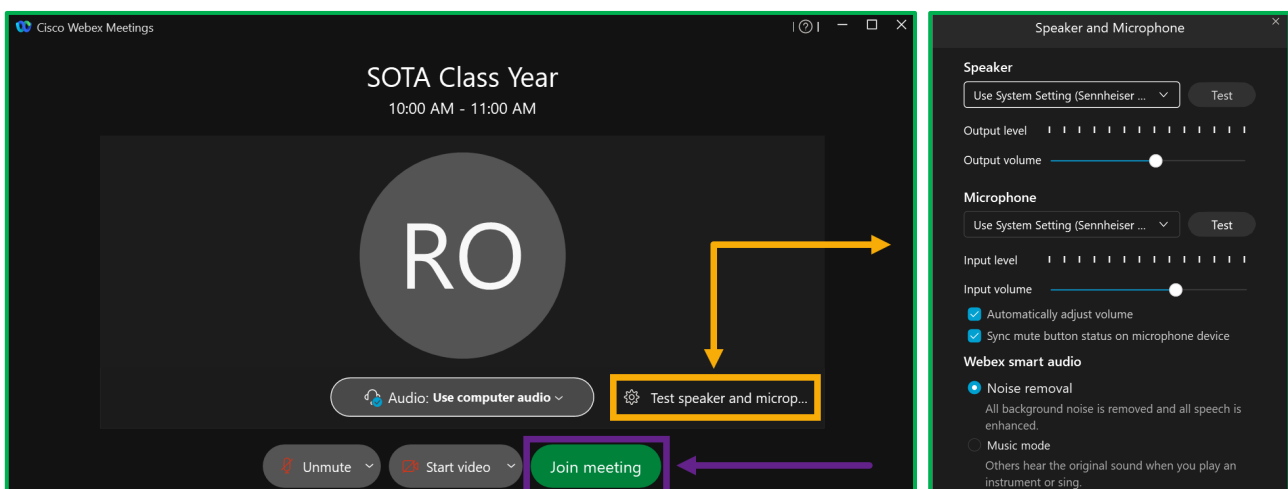 Cisco Webex Meetings
SOTA Class Year
10:00 AM - 11:00 AM
RO
Audio: Use computer audio
Test speaker and microp...
Unmute
Start video
Join meeting
Speaker and Microphone
Speaker
Use System Setting (Sennheiser ...
Test
Output level
Output volume
Microphone
Use System Setting (Sennheiser ...
Test
Input level
Input volume
Automatically adjust volume
Sync mute button status on microphone device
Webex smart audio
Noise removal
All background noise is removed and all speech is
enhanced.
Music mode
Others hear the original sound when you play an
instrument or sing.